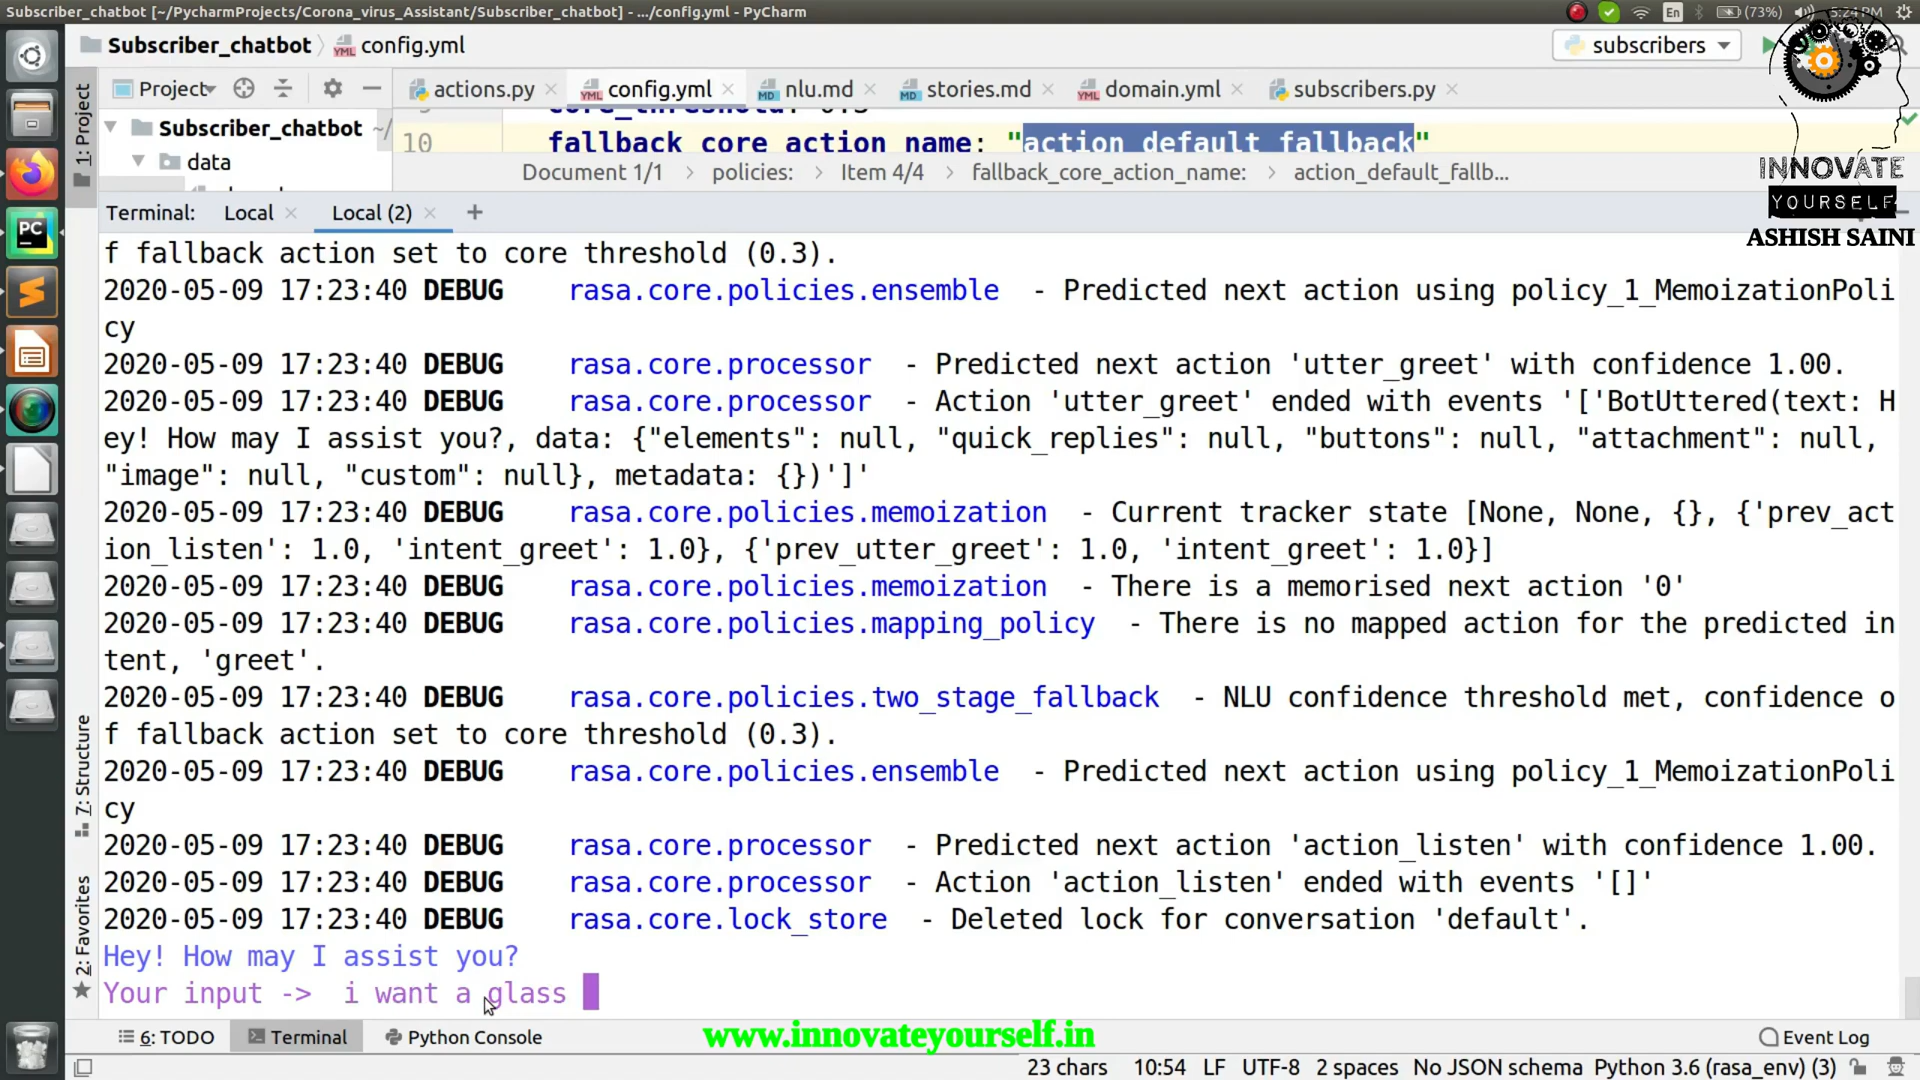 Subscriber_chatbot [~/PycharmProjects/Corona_virus_Assistant/Subscriber_chatbot] - .../config.yml - PyCharm
En (73%) 5:24 PM
Subscriber_chatbot config.yml subscribers
INNOVATE
YOURSELF
ASHISH SAINI
1: Project
Project actions.py config.yml nlu.md stories.md domain.yml subscribers.py
Subscriber_chatbot ~/
data
10 fallback_core_action_name: "action_default_fallback"
Document 1/1 policies: Item 4/4 fallback_core_action_name: action_default_fallb...
Terminal: Local Local (2) +
f fallback action set to core threshold (0.3).
2020-05-09 17:23:40 DEBUG rasa.core.policies.ensemble - Predicted next action using policy_1_MemoizationPoli
cy
2020-05-09 17:23:40 DEBUG rasa.core.processor - Predicted next action 'utter_greet' with confidence 1.00.
2020-05-09 17:23:40 DEBUG rasa.core.processor - Action 'utter_greet' ended with events '['BotUttered(text: H
ey! How may I assist you?, data: {"elements": null, "quick_replies": null, "buttons": null, "attachment": null,
"image": null, "custom": null}, metadata: {})']'
2020-05-09 17:23:40 DEBUG rasa.core.policies.memoization - Current tracker state [None, None, {}, {'prev_act
ion_listen': 1.0, 'intent_greet': 1.0}, {'prev_utter_greet': 1.0, 'intent_greet': 1.0}]
2020-05-09 17:23:40 DEBUG rasa.core.policies.memoization - There is a memorised next action '0'
2020-05-09 17:23:40 DEBUG rasa.core.policies.mapping_policy - There is no mapped action for the predicted in
tent, 'greet'.
2020-05-09 17:23:40 DEBUG rasa.core.policies.two_stage_fallback - NLU confidence threshold met, confidence o
f fallback action set to core threshold (0.3).
2020-05-09 17:23:40 DEBUG rasa.core.policies.ensemble - Predicted next action using policy_1_MemoizationPoli
cy
2020-05-09 17:23:40 DEBUG rasa.core.processor - Predicted next action 'action_listen' with confidence 1.00.
2020-05-09 17:23:40 DEBUG rasa.core.processor - Action 'action_listen' ended with events '[]'
2020-05-09 17:23:40 DEBUG rasa.core.lock_store - Deleted lock for conversation 'default'.
Hey! How may I assist you?
Your input -> i want a glass
7: Structure
2: Favorites
6: TODO Terminal Python Console www.innovateyourself.in Event Log
23 chars 10:54 LF UTF-8 2 spaces No JSON schema Python 3.6 (rasa_env) (3)